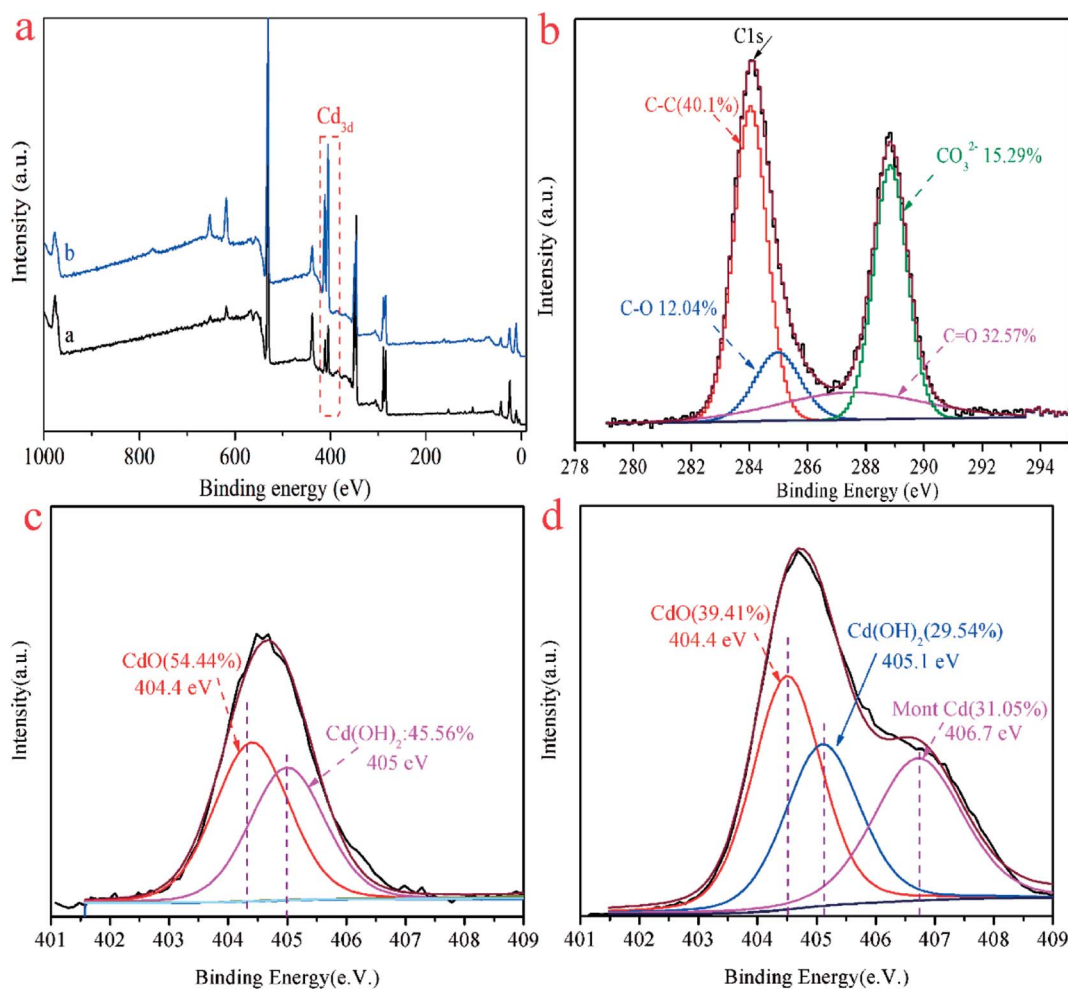 a
Cd3d
b
a
Intensity (a.u.)
1000 800 600 400 200 0
Binding energy (eV)
b
C1s
C-C(40.1%)
CO3 2- 15.29%
C-O 12.04%
C=O 32.57%
Intensity (a.u.)
278 280 282 284 286 288 290 292 294
Binding Energy (eV)
c
CdO(54.44%)
404.4 eV
Cd(OH)2:45.56%
405 eV
Intensity(a.u.)
401 402 403 404 405 406 407 408 409
Binding Energy(e.V.)
d
CdO(39.41%)
404.4 eV
Cd(OH)2(29.54%)
405.1 eV
Mont Cd(31.05%)
406.7 eV
Intensity(a.u.)
401 402 403 404 405 406 407 408 409
Binding Energy(e.V.)